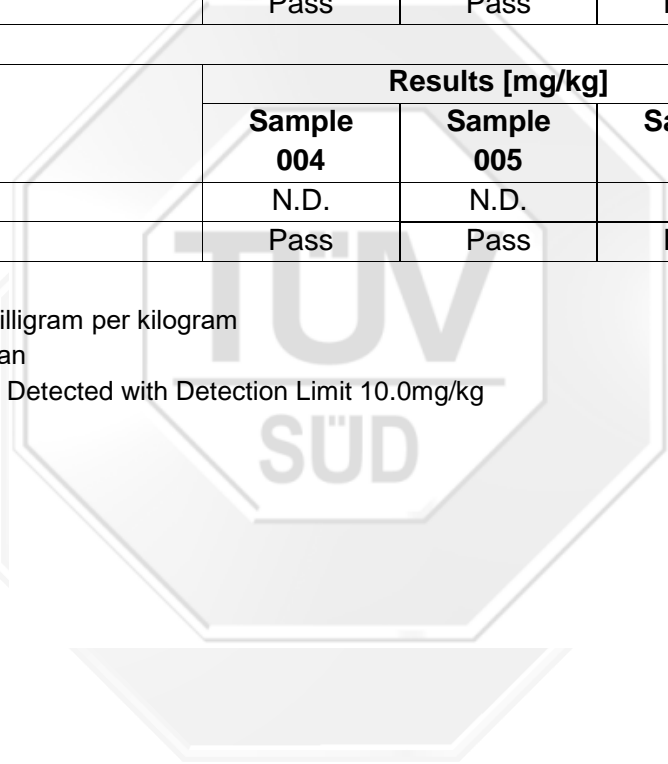 Pass Pass
Results [mg/kg]
Sample Sample
004 005
N.D. N.D.
Pass Pass
illigram per kilogram
an
Detected with Detection Limit 10.0mg/kg
TÜV
SÜD